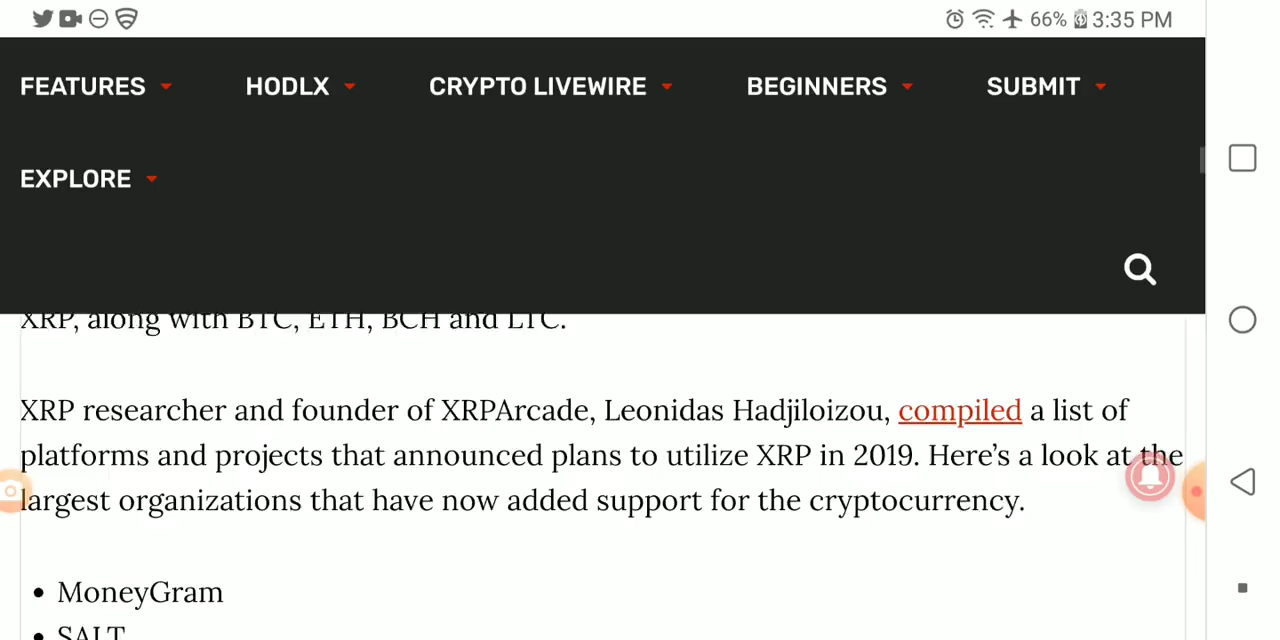 66% 3:35 PM
FEATURES HODLX CRYPTO LIVEWIRE BEGINNERS SUBMIT
EXPLORE
XRP, along with BTC, ETH, BCH and LTC.
XRP researcher and founder of XRPArcade, Leonidas Hadjiloizou, compiled a list of
platforms and projects that announced plans to utilize XRP in 2019. Here’s a look at the
largest organizations that have now added support for the cryptocurrency.
• MoneyGram
• SALT